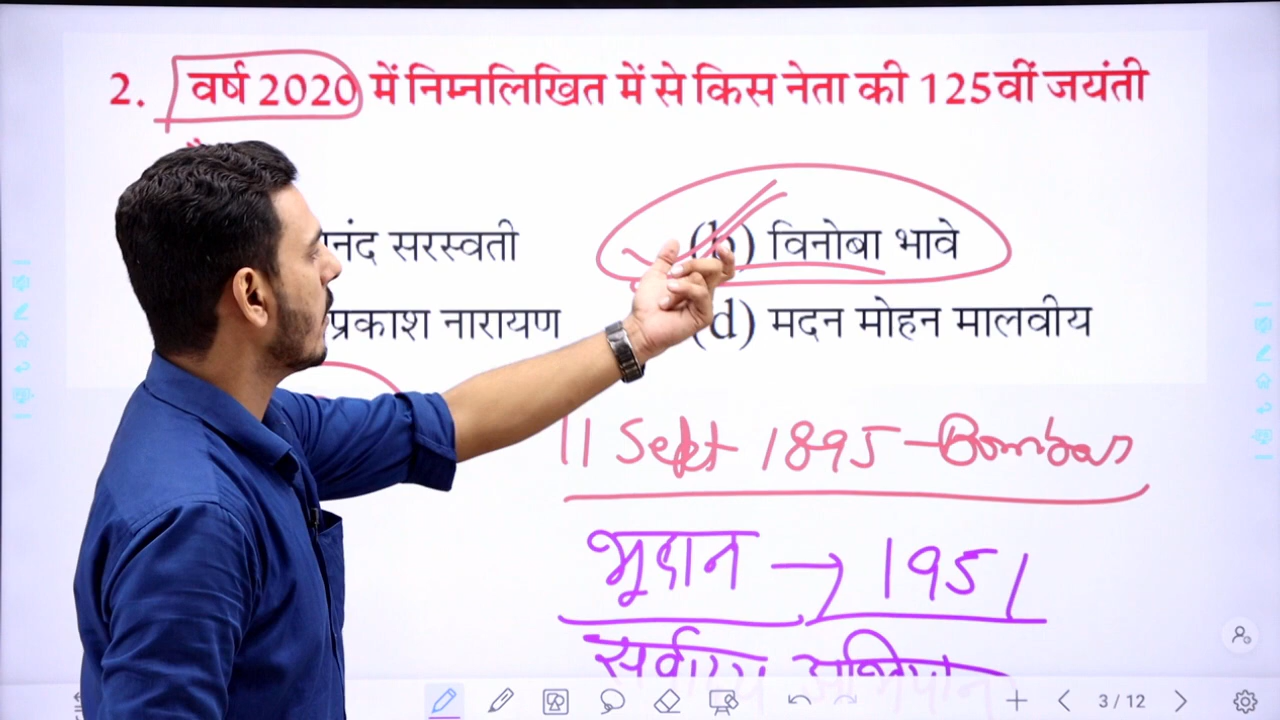 2. वर्ष 2020 में निम्नलिखित में से किस नेता की 125वीं जयंती
नंद सरस्वती (b) विनोबा भावे
प्रकाश नारायण (d) मदन मोहन मालवीय
11 Sept 1895 - Bombay
भूदान → 1951
3 / 12